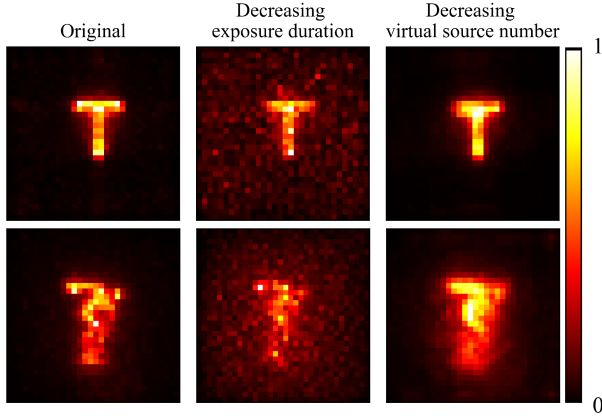 Original
Decreasing
exposure duration
Decreasing
virtual source number
1
T
T
T
T
T
T
0